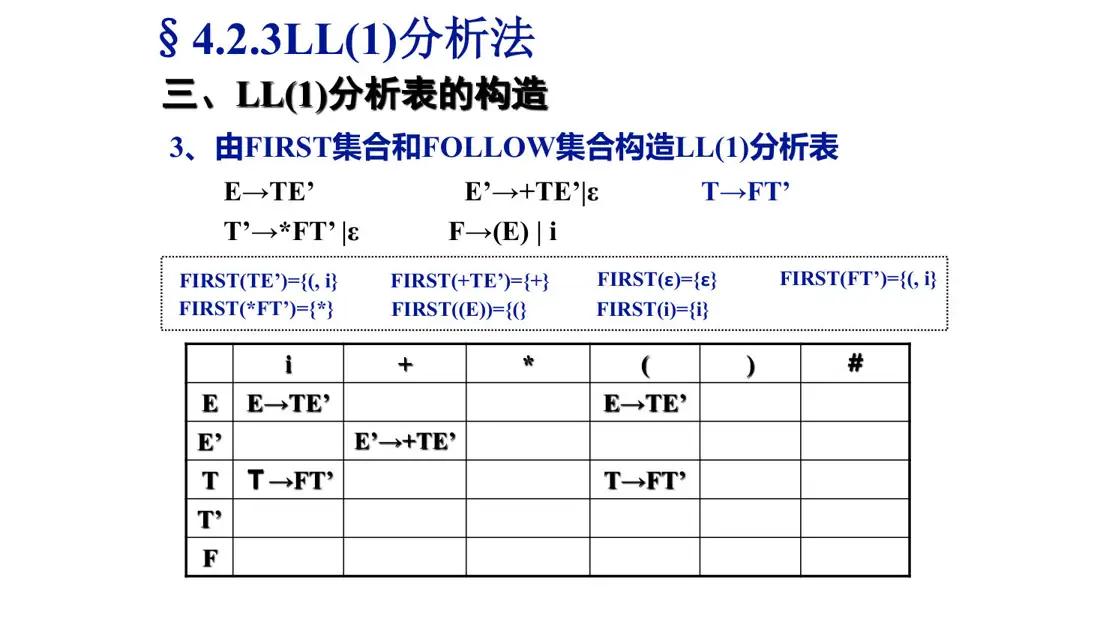 §4.2.3LL(1)分析法
三、LL(1)分析表的构造
3、由FIRST集合和FOLLOW集合构造LL(1)分析表
E→TE’ E’→+TE’|ε T→FT’
T’→*FT’ |ε F→(E) | i
FIRST(TE’)={(, i} FIRST(+TE’)={+} FIRST(ε)={ε} FIRST(FT’)={(, i}
FIRST(*FT’)={*} FIRST((E))={(} FIRST(i)={i}
i + * ( ) #
E E→TE’ E→TE’
E’ E’→+TE’
T T→FT’ T→FT’
T’
F